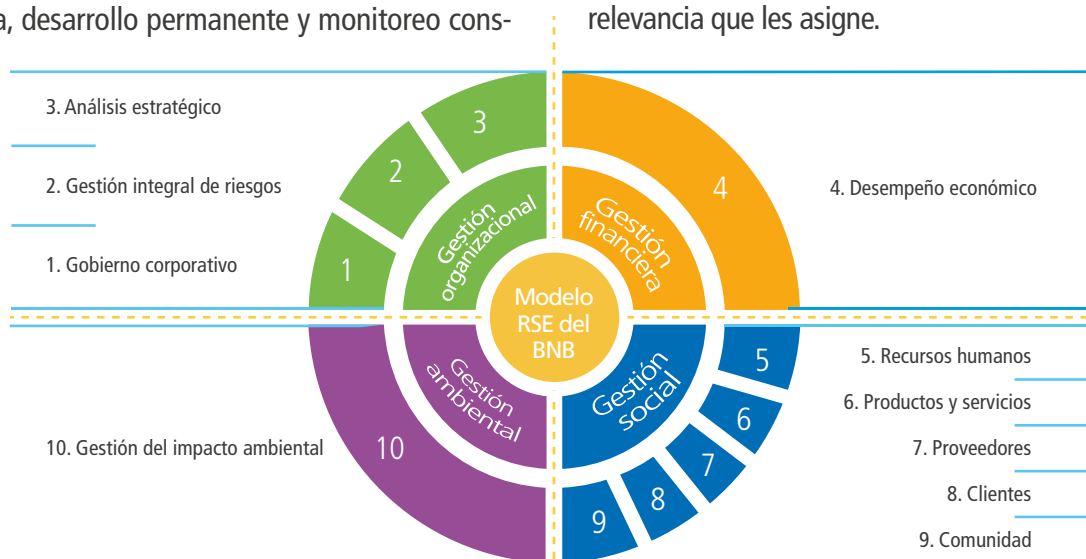 a, desarrollo permanente y monitoreo cons-
relevancia que les asigne.
3. Análisis estratégico
2. Gestión integral de riesgos
1. Gobierno corporativo
3
2
1
Gestión
organizacional
4
Gestión
financiera
4. Desempeño económico
Modelo
RSE del
BNB
10. Gestión del impacto ambiental
10
Gestión
ambiental
Gestión
social
5
6
7
8
9
5. Recursos humanos
6. Productos y servicios
7. Proveedores
8. Clientes
9. Comunidad